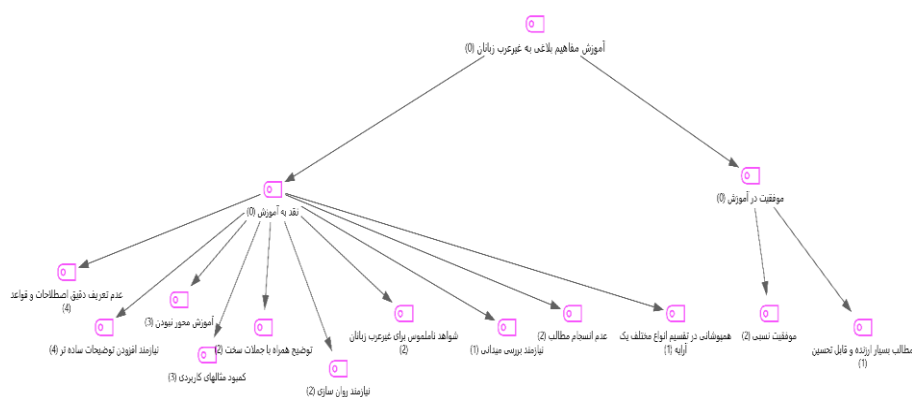 آموزش مفاهیم بلاغی به غیرعرب زبانان (0)
موفقیت در آموزش (0)
نقد به آموزش (0)
عدم تعریف دقیق اصطلاحات و قواعد
(4)
آموزش محور نبودن (3)
شواهد ناملموس برای غیرعرب زبانان
(2)
همپوشانی در تقسیم انواع مختلف یک
آرایه (1)
عدم انسجام مطالب (2)
نیازمند بررسی میدانی (1)
موفقیت نسبی (2)
مطالب بسیار ارزنده و قابل تحسین
(1)
نیازمند افزودن توضیحات ساده تر (4)
توضیح همراه با جملات سخت (2)
کمبود مثالهای کاربردی (3)
نیازمند روان سازی (2)